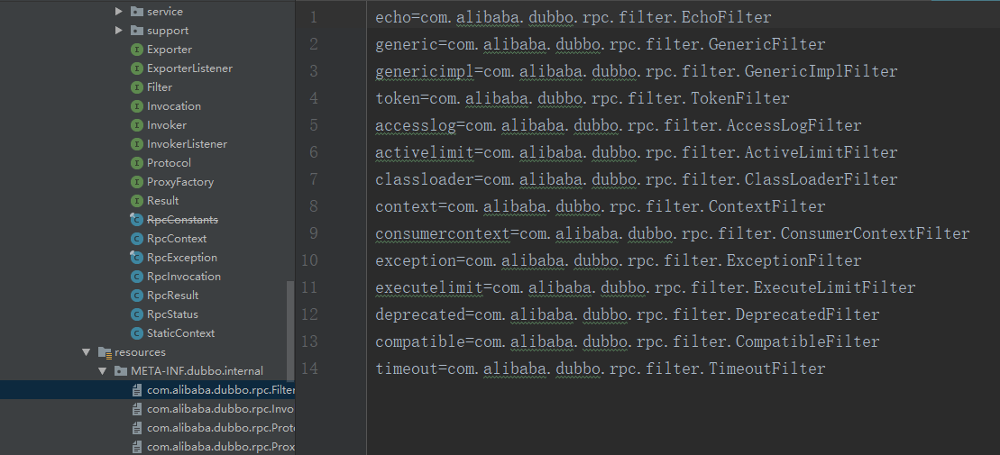 service
support
Exporter
ExporterListener
Filter
Invocation
Invoker
InvokerListener
Protocol
ProxyFactory
Result
RpcConstants
RpcContext
RpcException
RpcInvocation
RpcResult
RpcStatus
StaticContext
resources
META-INF.dubbo.internal
com.alibaba.dubbo.rpc.Filter
com.alibaba.dubbo.rpc.Invo
com.alibaba.dubbo.rpc.Prot
com.alibaba.dubbo.rpc.Prox
1 echo=com.alibaba.dubbo.rpc.filter.EchoFilter
2 generic=com.alibaba.dubbo.rpc.filter.GenericFilter
3 genericimpl=com.alibaba.dubbo.rpc.filter.GenericImplFilter
4 token=com.alibaba.dubbo.rpc.filter.TokenFilter
5 accesslog=com.alibaba.dubbo.rpc.filter.AccessLogFilter
6 activelimit=com.alibaba.dubbo.rpc.filter.ActiveLimitFilter
7 classloader=com.alibaba.dubbo.rpc.filter.ClassLoaderFilter
8 context=com.alibaba.dubbo.rpc.filter.ContextFilter
9 consumercontext=com.alibaba.dubbo.rpc.filter.ConsumerContextFilter
10 exception=com.alibaba.dubbo.rpc.filter.ExceptionFilter
11 executelimit=com.alibaba.dubbo.rpc.filter.ExecuteLimitFilter
12 deprecated=com.alibaba.dubbo.rpc.filter.DeprecatedFilter
13 compatible=com.alibaba.dubbo.rpc.filter.CompatibleFilter
14 timeout=com.alibaba.dubbo.rpc.filter.TimeoutFilter